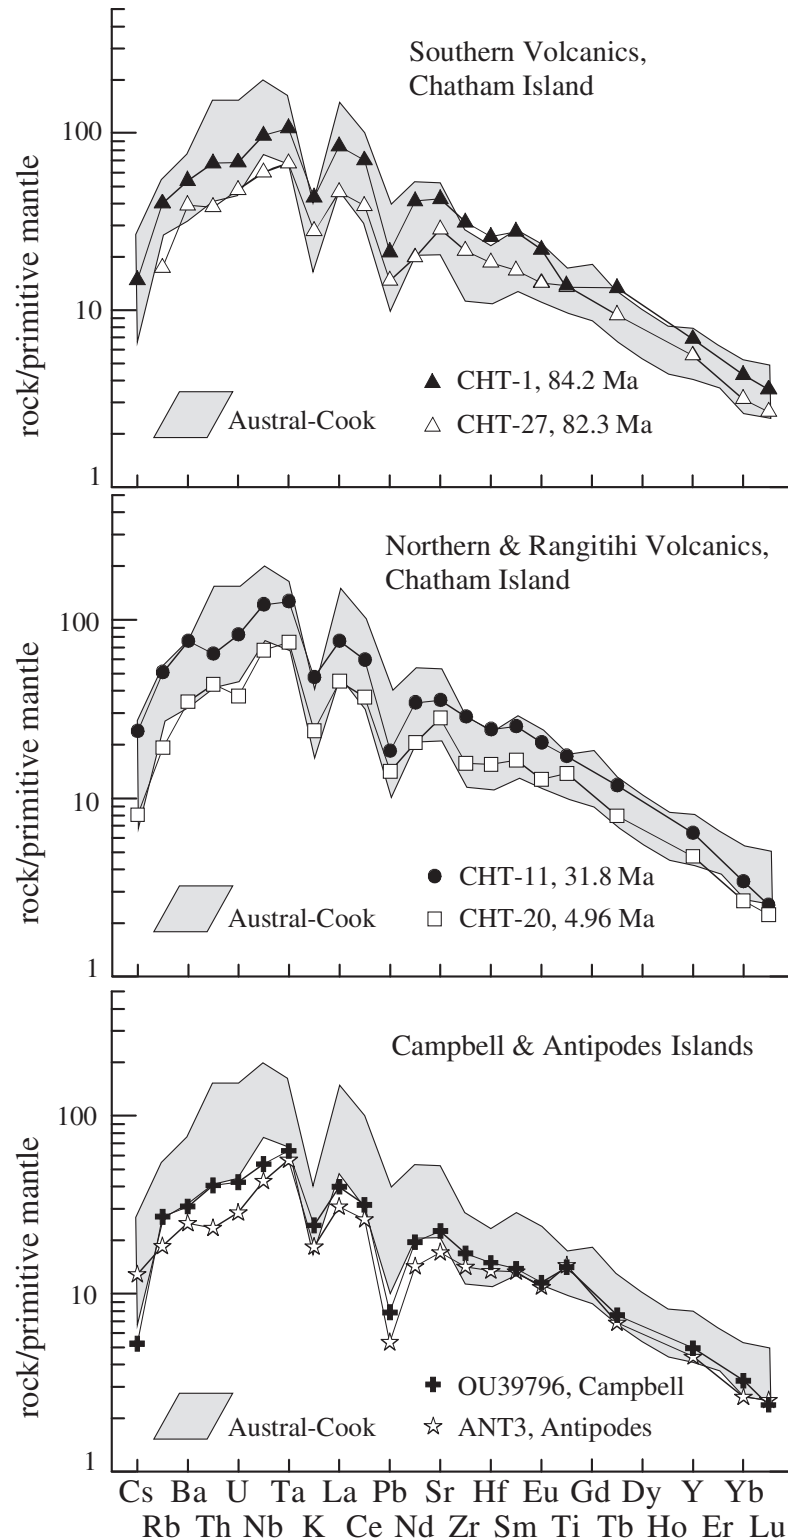 Southern Volcanics,
Chatham Island
100
10
1
rock/primitive mantle
Austral-Cook
CHT-1, 84.2 Ma
CHT-27, 82.3 Ma
Northern & Rangitihi Volcanics,
Chatham Island
100
10
1
rock/primitive mantle
Austral-Cook
CHT-11, 31.8 Ma
CHT-20, 4.96 Ma
Campbell & Antipodes Islands
100
10
1
rock/primitive mantle
Austral-Cook
OU39796, Campbell
ANT3, Antipodes
Cs Ba U Ta La Pb Sr Hf Eu Gd Dy Y Yb
Rb Th Nb K Ce Nd Zr Sm Ti Tb Ho Er Lu